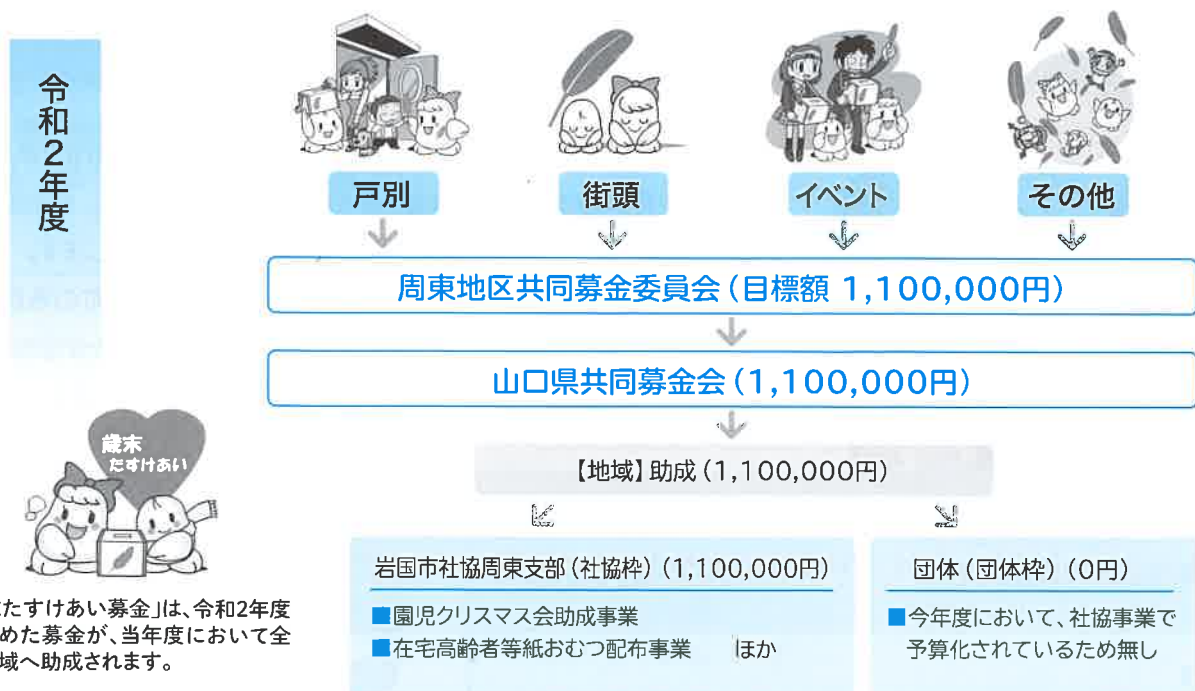 令和2年度
戸別
街頭
イベント
その他
周東地区共同募金委員会(目標額 1,100,000円)
山口県共同募金会(1,100,000円)
歳末
たすけあい
【地域】助成(1,100,000円)
岩国市社協周東支部(社協枠)(1,100,000円)
■園児クリスマス会助成事業
■在宅高齢者等紙おむつ配布事業 ほか
団体(団体枠)(0円)
■今年度において、社協事業で
予算化されているため無し
たすけあい募金」は、令和2年度
めた募金が、当年度において全
域へ助成されます。